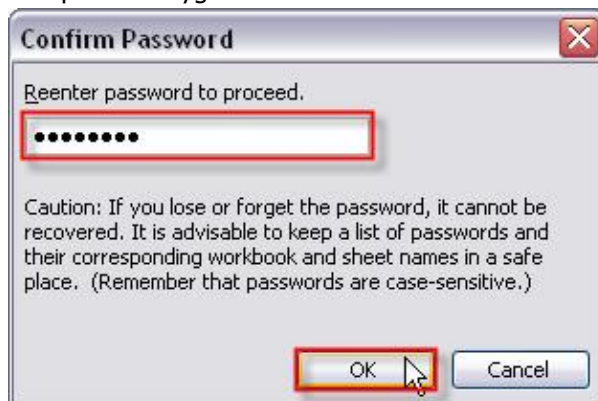 Confirm Password
Reenter password to proceed.
••••••••
Caution: If you lose or forget the password, it cannot be
recovered. It is advisable to keep a list of passwords and
their corresponding workbook and sheet names in a safe
place.  (Remember that passwords are case-sensitive.)
OK
Cancel